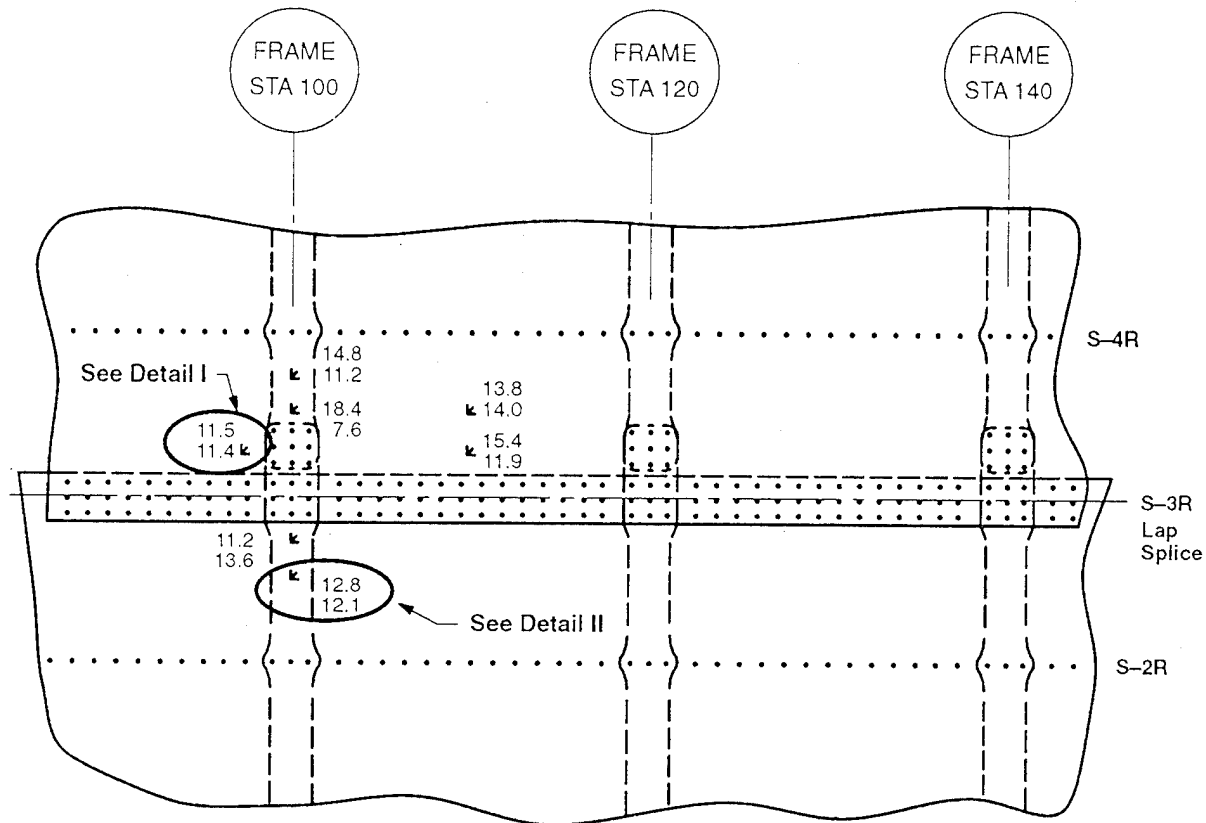 FRAME
STA 100
FRAME
STA 120
FRAME
STA 140
S–4R
14.8
11.2
See Detail I
13.8
14.0
18.4
7.6
11.5
11.4
15.4
11.9
S–3R
Lap
Splice
11.2
13.6
12.8
12.1
See Detail II
S–2R